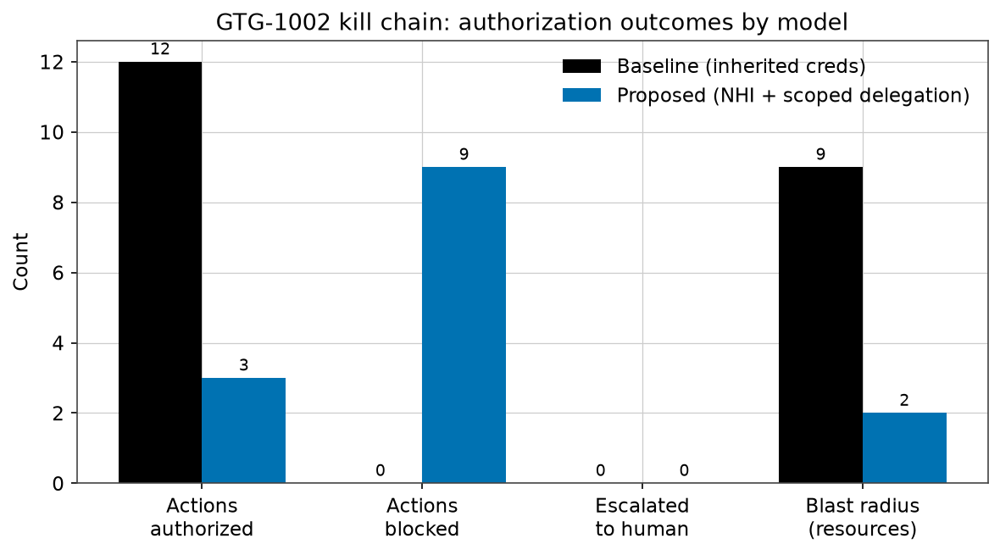 GTG-1002 kill chain: authorization outcomes by model
Baseline (inherited creds)
Proposed (NHI + scoped delegation)
Count
12
10
8
6
4
2
0
12
3
0
9
0
0
9
2
Actions
authorized
Actions
blocked
Escalated
to human
Blast radius
(resources)